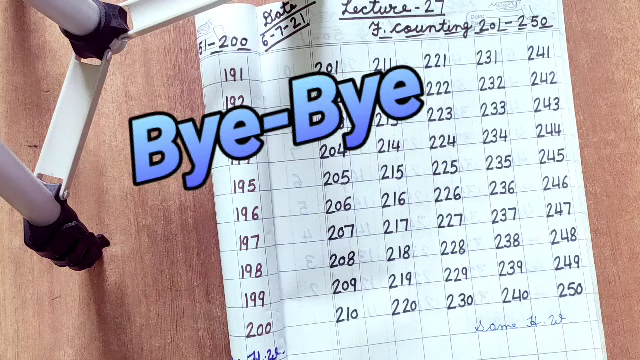 Lecture-27
Date
6-7-21
F. counting 201-250
51-200
191
192
195
196
197
198
199
200
H.W.
201 211 221 231 241
222 232 242
213 223 233 243
204 214 224 234 244
205 215 225 235 245
206 216 226 236 246
207 217 227 237 247
208 218 228 238 248
209 219 229 239 249
210 220 230 240 250
Same H.W
Bye-Bye